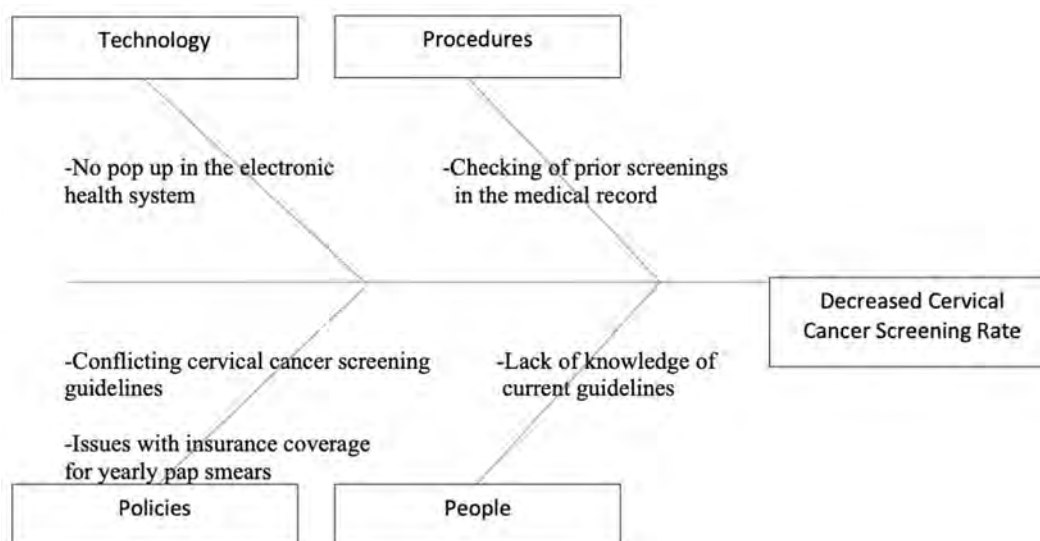 Technology
Procedures
-No pop up in the electronic
health system
-Checking of prior screenings
in the medical record
Decreased Cervical
Cancer Screening Rate
-Conflicting cervical cancer screening
guidelines
-Issues with insurance coverage
for yearly pap smears
-Lack of knowledge of
current guidelines
Policies
People